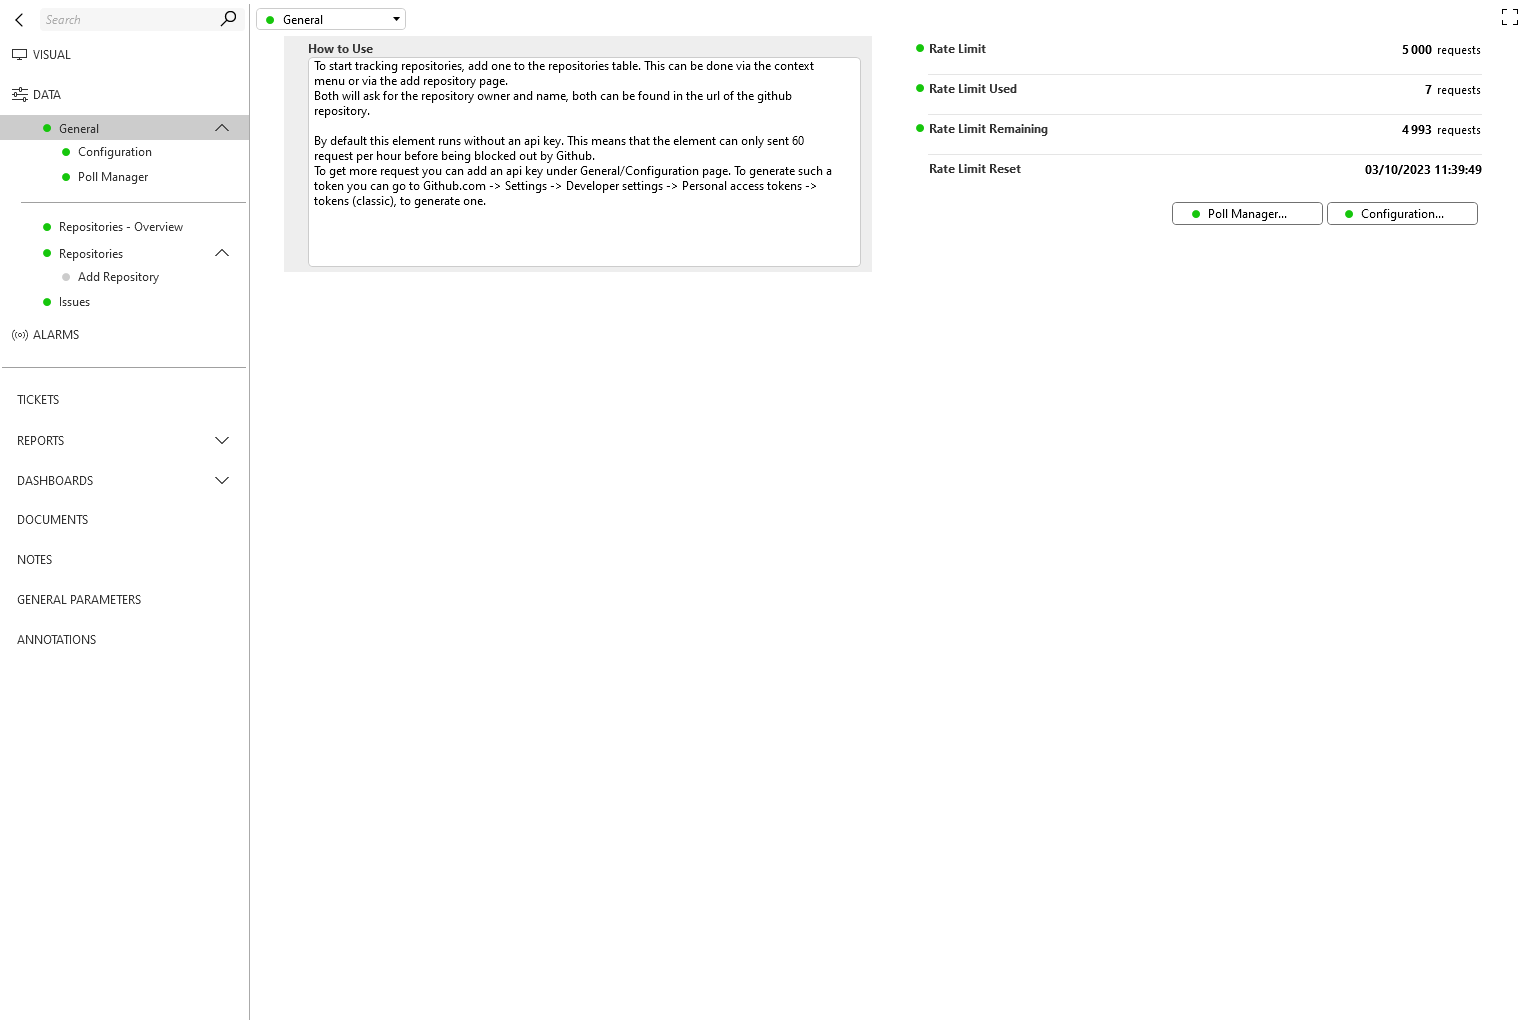 Search
VISUAL
DATA
General
Configuration
Poll Manager
Repositories - Overview
Repositories
Add Repository
Issues
ALARMS
TICKETS
REPORTS
DASHBOARDS
DOCUMENTS
NOTES
GENERAL PARAMETERS
ANNOTATIONS
General
How to Use
To start tracking repositories, add one to the repositories table. This can be done via the context
menu or via the add repository page.
Both will ask for the repository owner and name, both can be found in the url of the github
repository.
By default this element runs without an api key. This means that the element can only sent 60
request per hour before being blocked out by Github.
To get more request you can add an api key under General/Configuration page. To generate such a
token you can go to Github.com -> Settings -> Developer settings -> Personal access tokens ->
tokens (classic), to generate one.
Rate Limit 5 000 requests
Rate Limit Used 7 requests
Rate Limit Remaining 4 993 requests
Rate Limit Reset 03/10/2023 11:39:49
Poll Manager... Configuration...